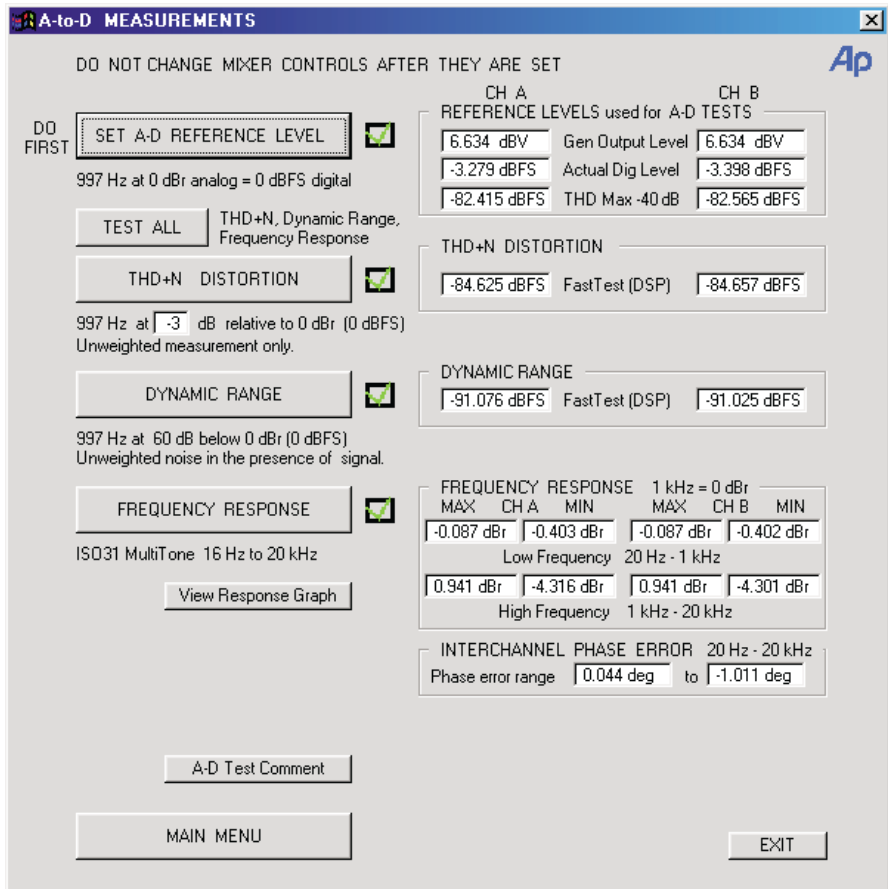 A-to-D MEASUREMENTS
DO NOT CHANGE MIXER CONTROLS AFTER THEY ARE SET
Ap
DO FIRST
SET A-D REFERENCE LEVEL
997 Hz at 0 dBr analog = 0 dBFS digital
CH A CH B
REFERENCE LEVELS used for A-D TESTS
6.634 dBV Gen Output Level 6.634 dBV
-3.279 dBFS Actual Dig Level -3.398 dBFS
-82.415 dBFS THD Max -40 dB -82.565 dBFS
TEST ALL
THD+N, Dynamic Range,
Frequency Response
THD+N DISTORTION
997 Hz at -3 dB relative to 0 dBr (0 dBFS)
Unweighted measurement only.
THD+N DISTORTION
-84.625 dBFS FastTest (DSP) -84.657 dBFS
DYNAMIC RANGE
997 Hz at 60 dB below 0 dBr (0 dBFS)
Unweighted noise in the presence of signal.
DYNAMIC RANGE
-91.076 dBFS FastTest (DSP) -91.025 dBFS
FREQUENCY RESPONSE
ISO31 MultiTone 16 Hz to 20 kHz
View Response Graph
FREQUENCY RESPONSE 1 kHz = 0 dBr
MAX CH A MIN MAX CH B MIN
-0.087 dBr -0.403 dBr -0.087 dBr -0.402 dBr
Low Frequency 20 Hz - 1 kHz
0.941 dBr -4.316 dBr 0.941 dBr -4.301 dBr
High Frequency 1 kHz - 20 kHz
INTERCHANNEL PHASE ERROR 20 Hz - 20 kHz
Phase error range 0.044 deg to -1.011 deg
A-D Test Comment
MAIN MENU
EXIT